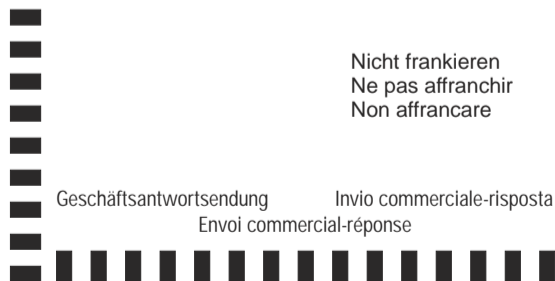 Nicht frankieren
Ne pas affranchir
Non affrancare
Geschäftsantwortsendung Invio commerciale-risposta
Envoi commercial-réponse